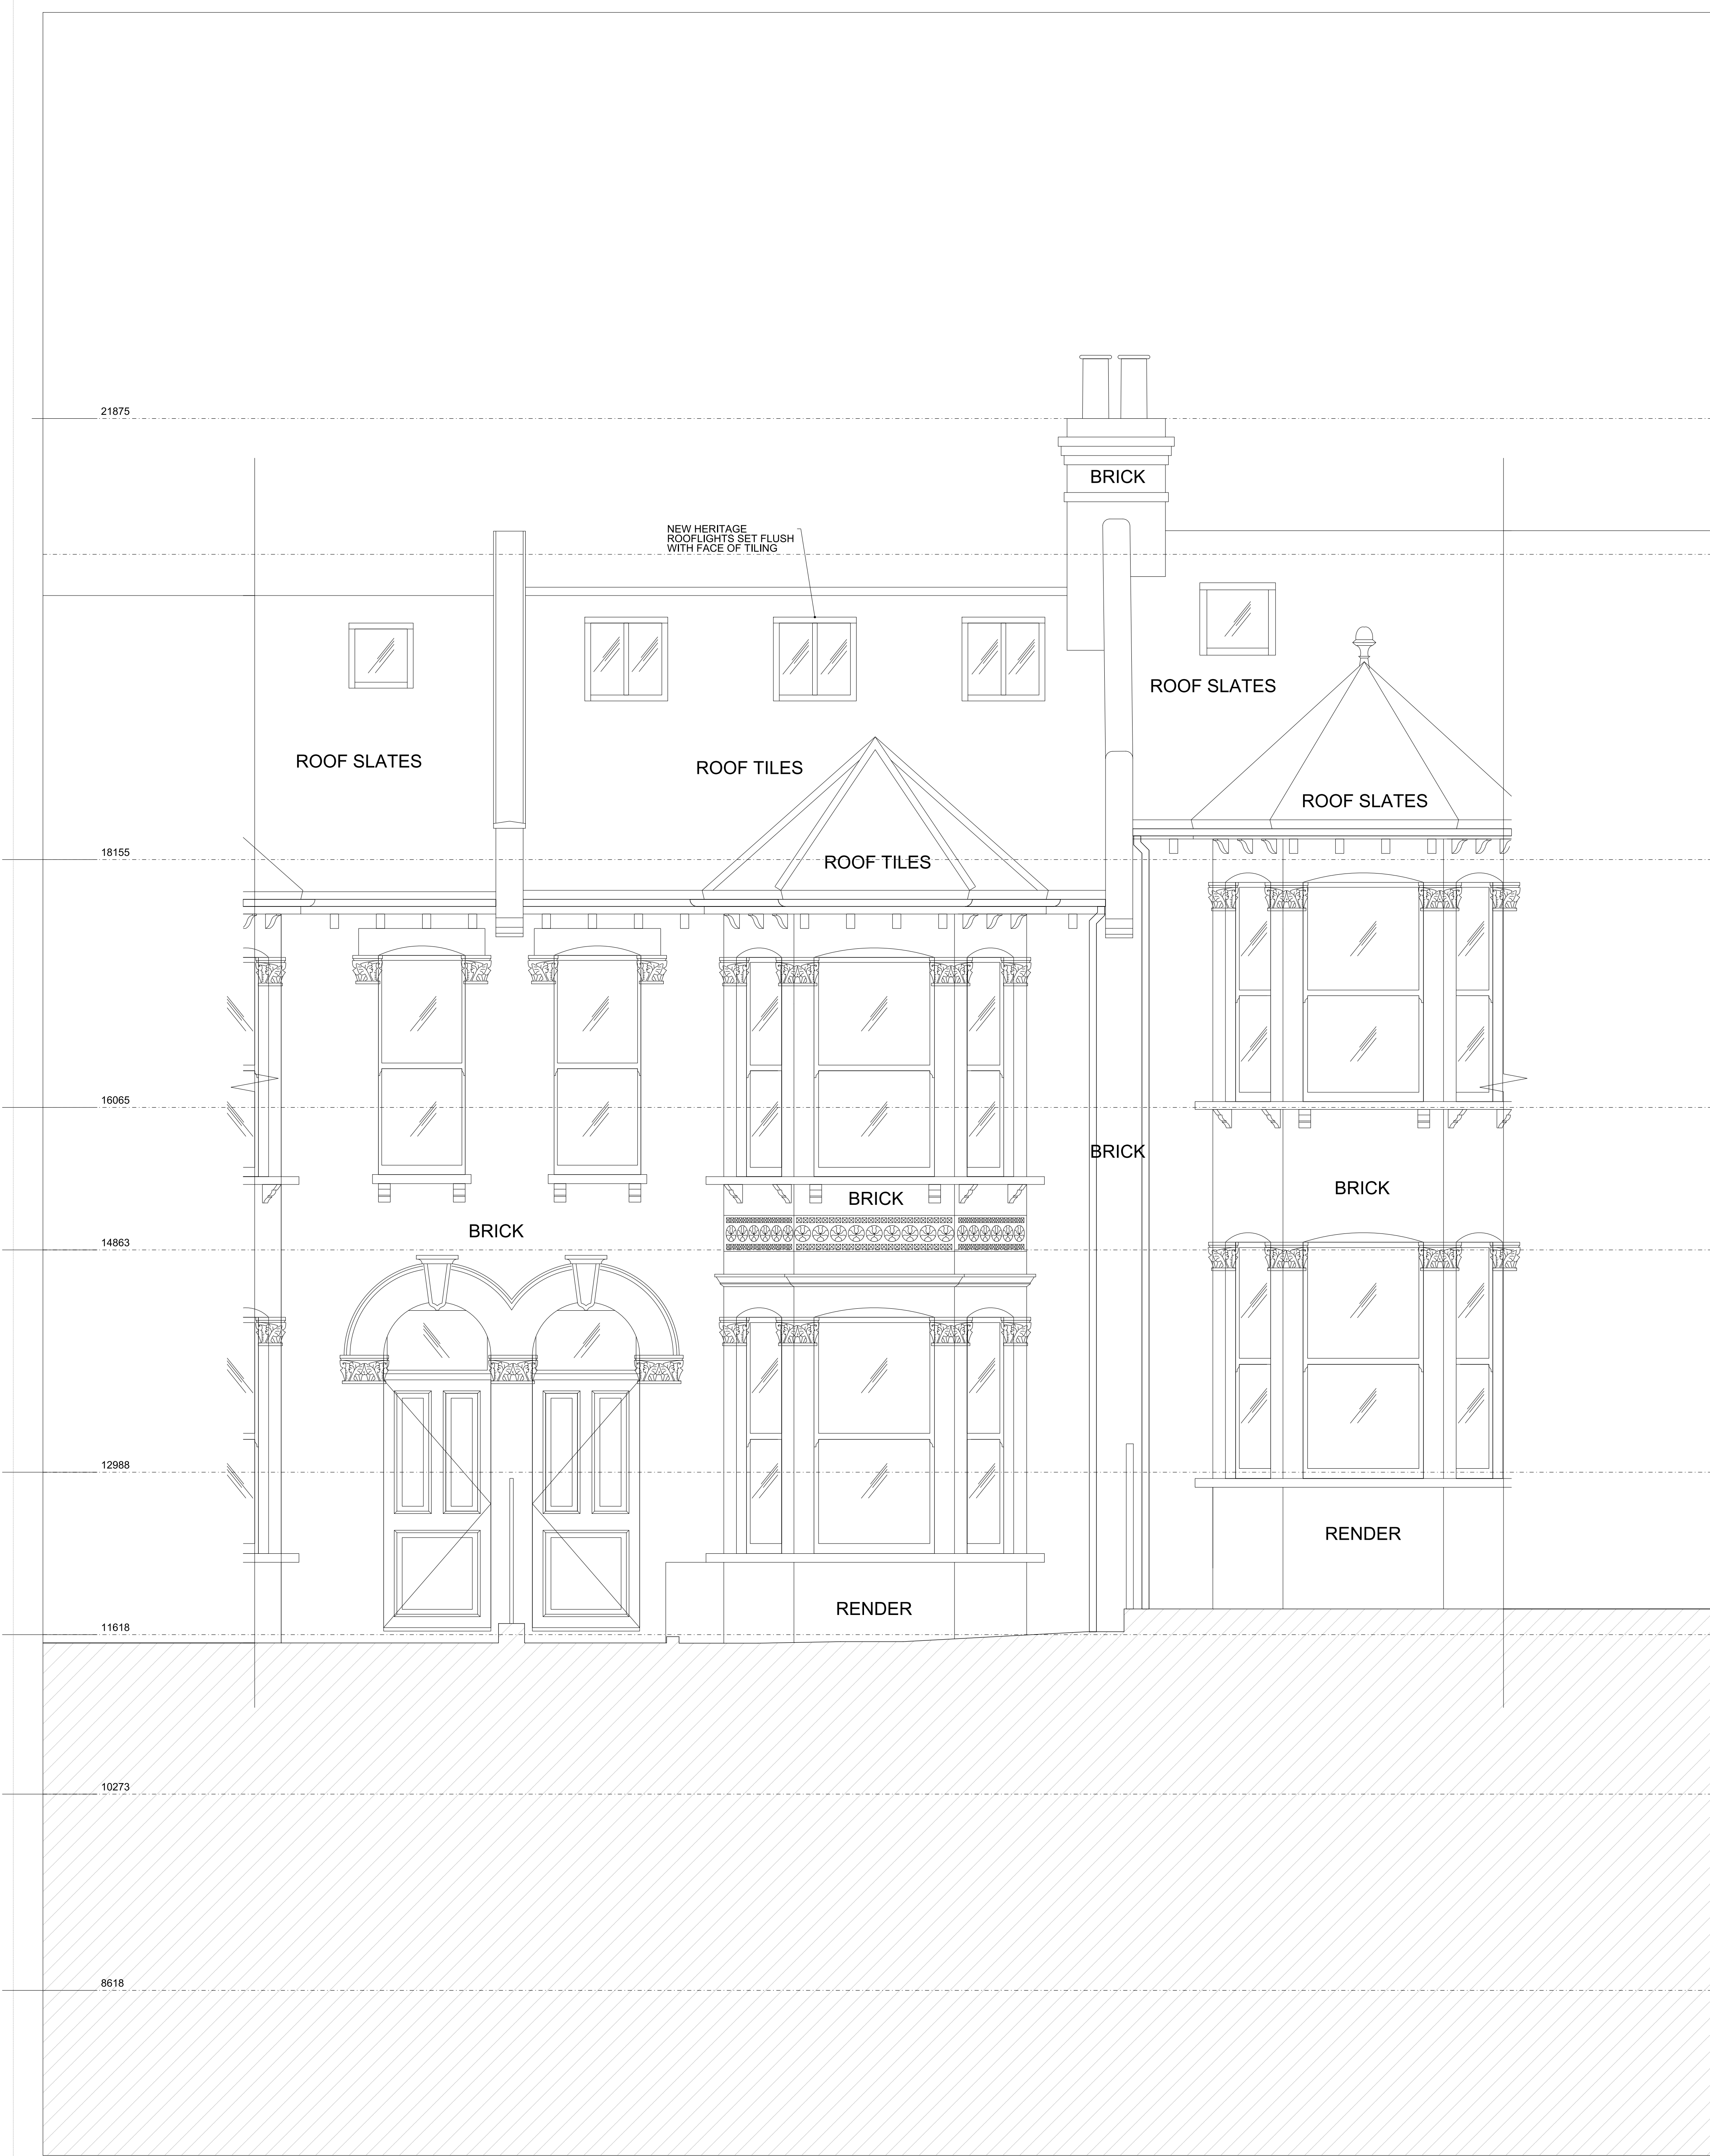 21875
BRICK
NEW HERITAGE
ROOFLIGHTS SET FLUSH
WITH FACE OF TILING
ROOF SLATES
ROOF SLATES
ROOF TILES
ROOF SLATES
18155
ROOF TILES
16065
BRICK
BRICK
BRICK
BRICK
14863
12988
RENDER
RENDER
11618
10273
8618